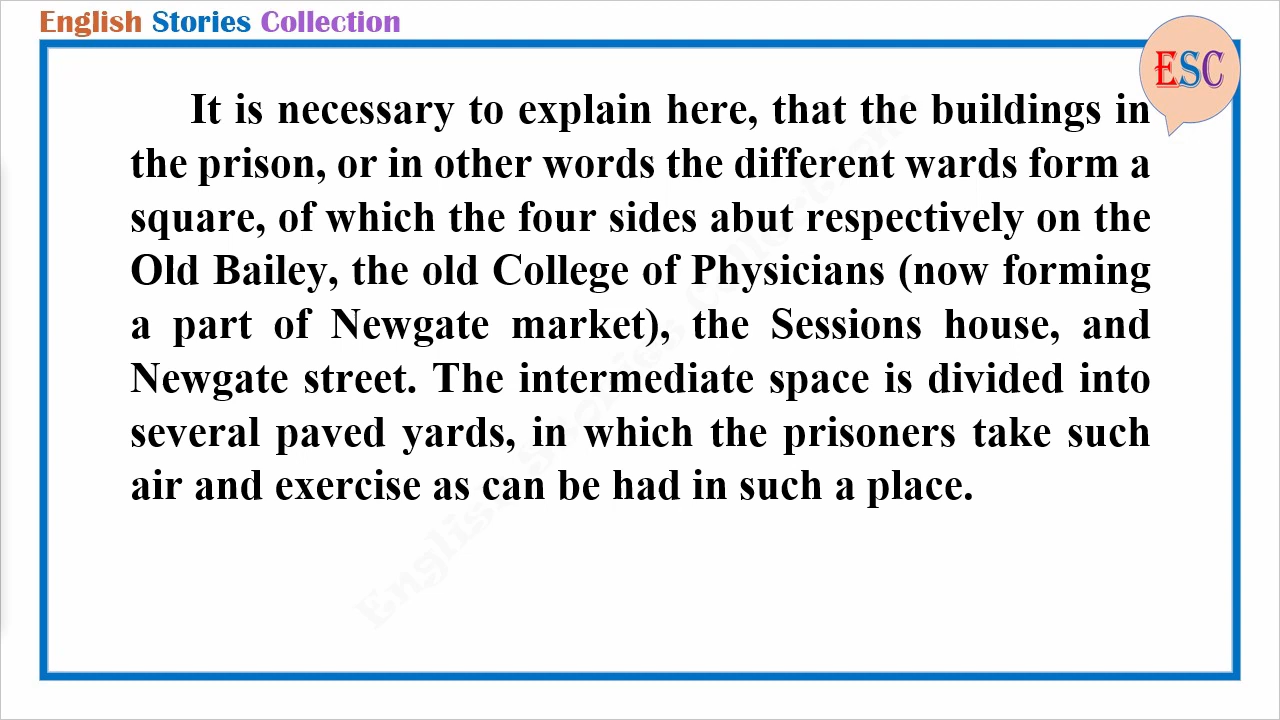 English Stories Collection
ESC
It is necessary to explain here, that the buildings in
the prison, or in other words the different wards form a
square, of which the four sides abut respectively on the
Old Bailey, the old College of Physicians (now forming
a part of Newgate market), the Sessions house, and
Newgate street. The intermediate space is divided into
several paved yards, in which the prisoners take such
air and exercise as can be had in such a place.
English Stories Collection